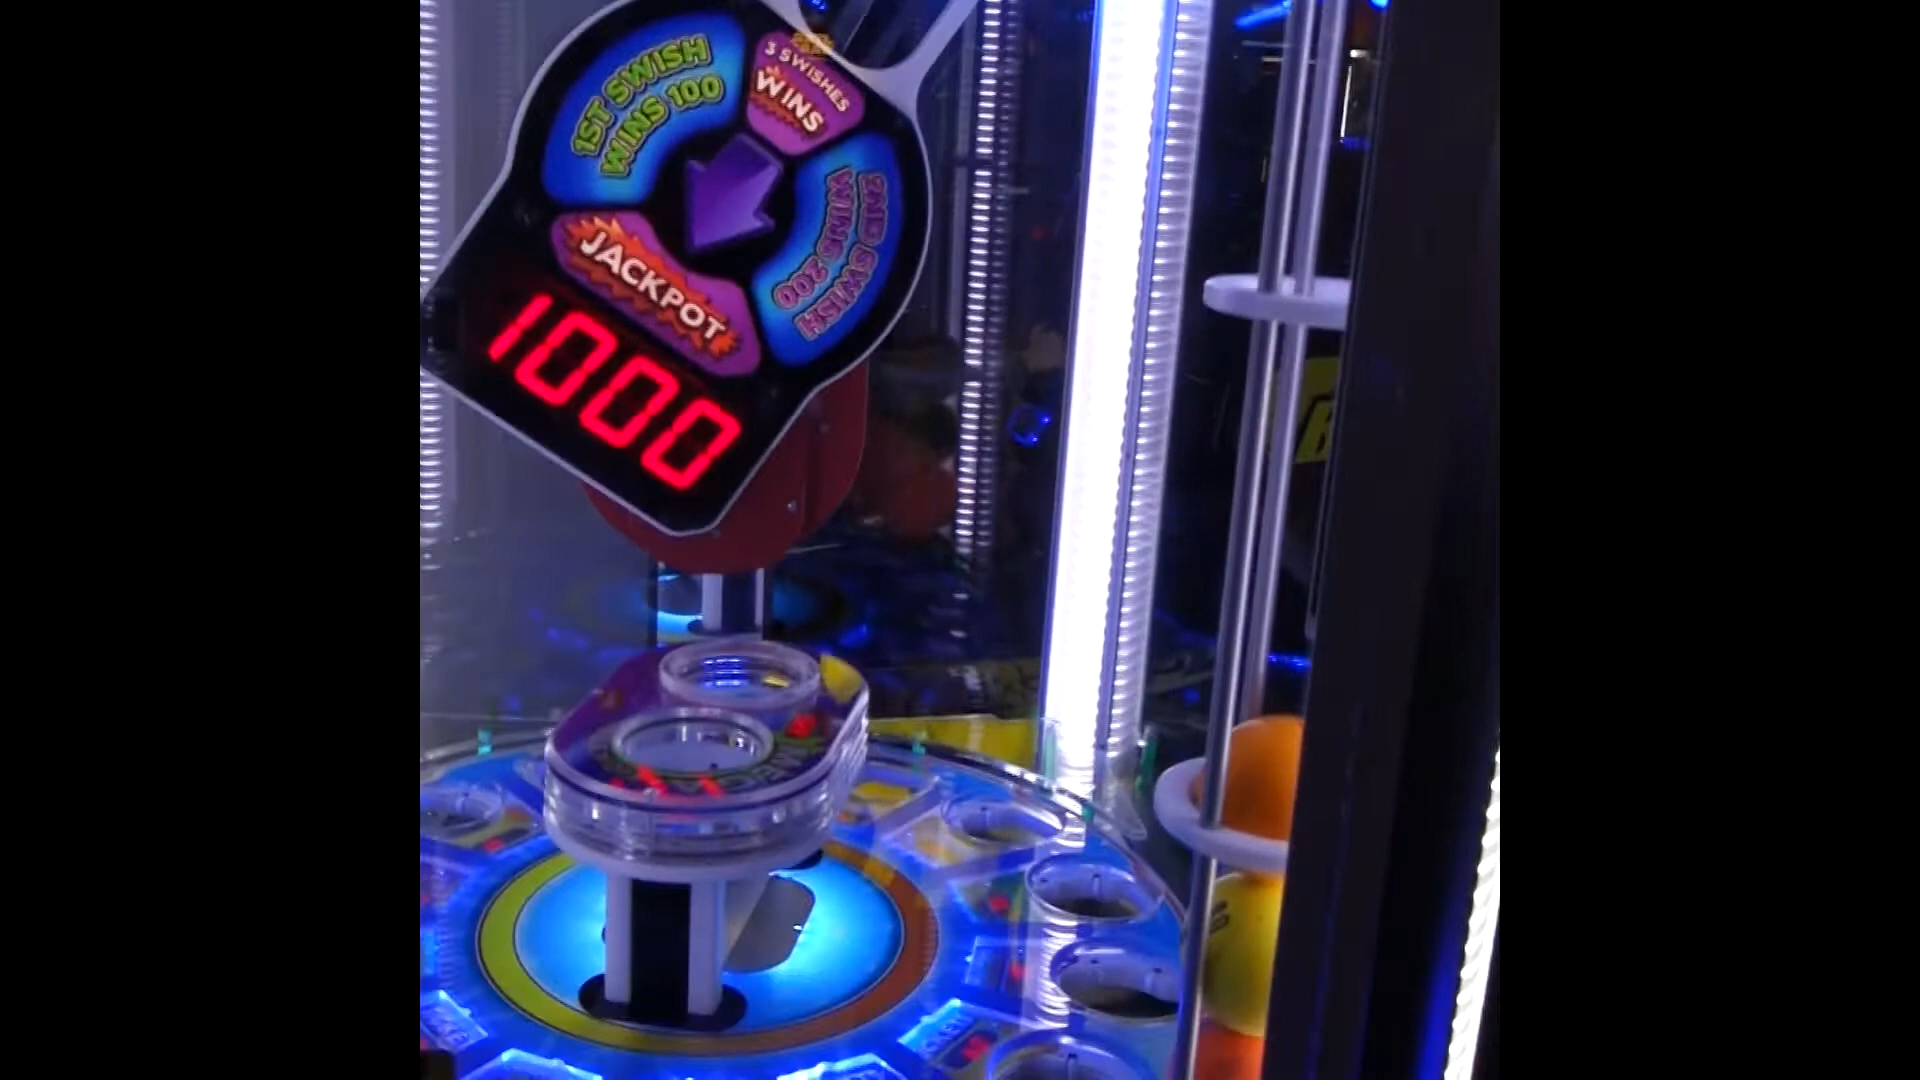 1ST SWISH
WINS 100
3 SWISHES
WINS
2ND SWISH
WINS 200
JACKPOT
1000